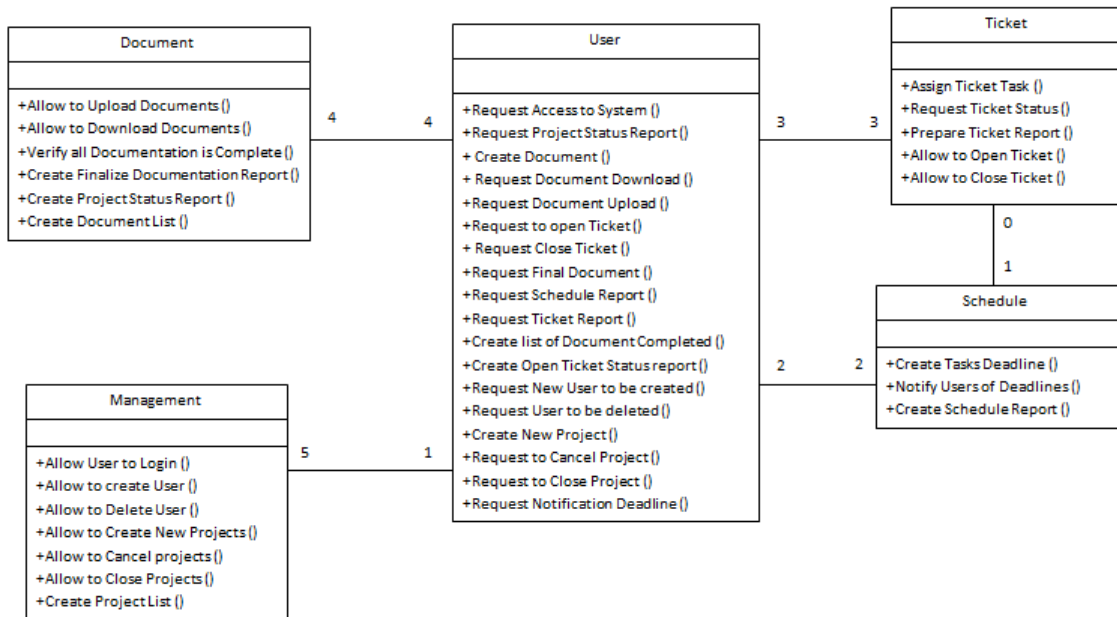 Document
+Allow to Upload Documents ()
+Allow to Download Documents ()
+Verify all Documentation is Complete ()
+Create Finalize Documentation Report ()
+Create Project Status Report ()
+Create Document List ()
4
4
User
+Request Access to System ()
+Request Project Status Report ()
+ Create Document ()
+ Request Document Download ()
+Request Document Upload ()
+Request to open Ticket ()
+ Request Close Ticket ()
+Request Final Document ()
+Request Schedule Report ()
+Request Ticket Report ()
+Create list of Document Completed ()
+Create Open Ticket Status report ()
+Request New User to be created ()
+Request User to be deleted ()
+Create New Project ()
+Request to Cancel Project ()
+Request to Close Project ()
+Request Notification Deadline ()
3
3
Ticket
+Assign Ticket Task ()
+Request Ticket Status ()
+Prepare Ticket Report ()
+Allow to Open Ticket ()
+Allow to Close Ticket ()
0
1
Schedule
+Create Tasks Deadline ()
+Notify Users of Deadlines ()
+Create Schedule Report ()
2
2
Management
+Allow User to Login ()
+Allow to create User ()
+Allow to Delete User ()
+Allow to Create New Projects ()
+Allow to Cancel projects ()
+Allow to Close Projects ()
+Create Project List ()
5
1